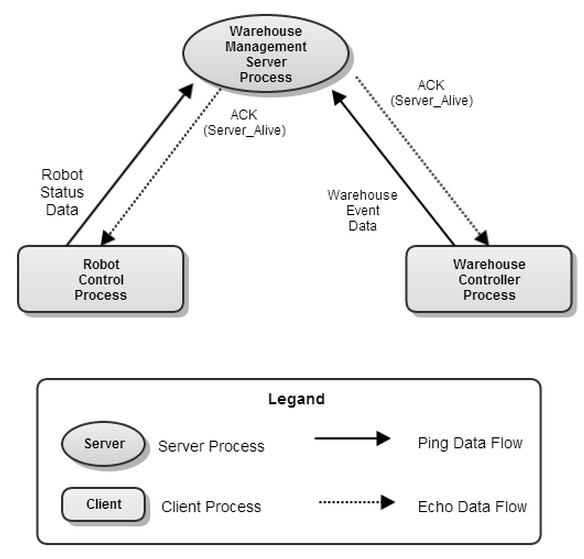 Warehouse
Management
Server
Process
ACK
(Server_Alive)
ACK
(Server_Alive)
Robot
Status
Data
Warehouse
Event
Data
Robot
Control
Process
Warehouse
Controller
Process
Legand
Server
Server Process
Ping Data Flow
Client
Client Process
Echo Data Flow